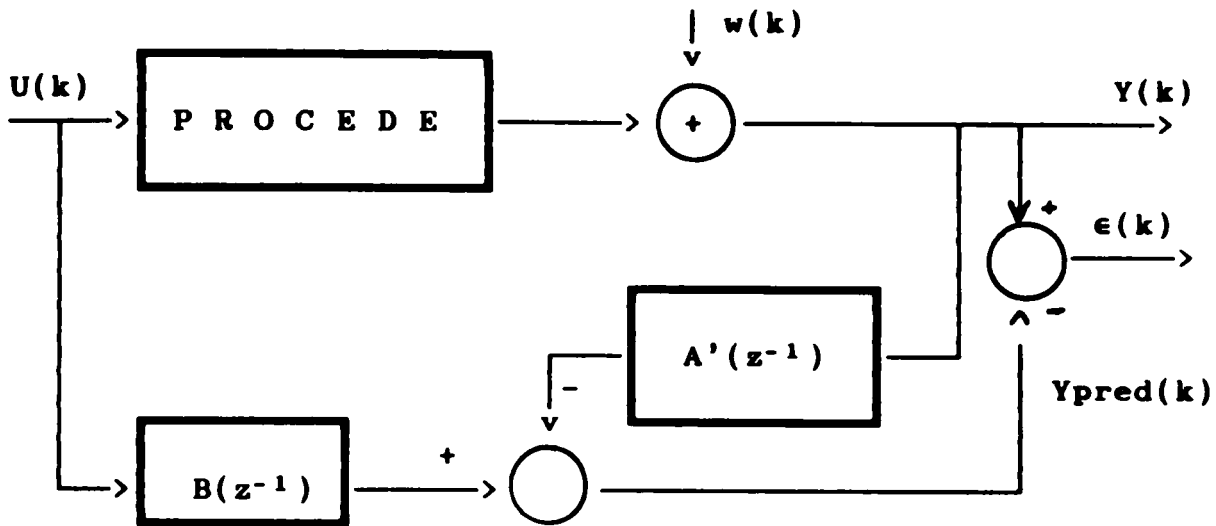 w(k)
U(k)
P R O C E D E
+
Y(k)
+
ϵ(k)
-
A'(z⁻¹)
-
Ypred(k)
+
B(z⁻¹)